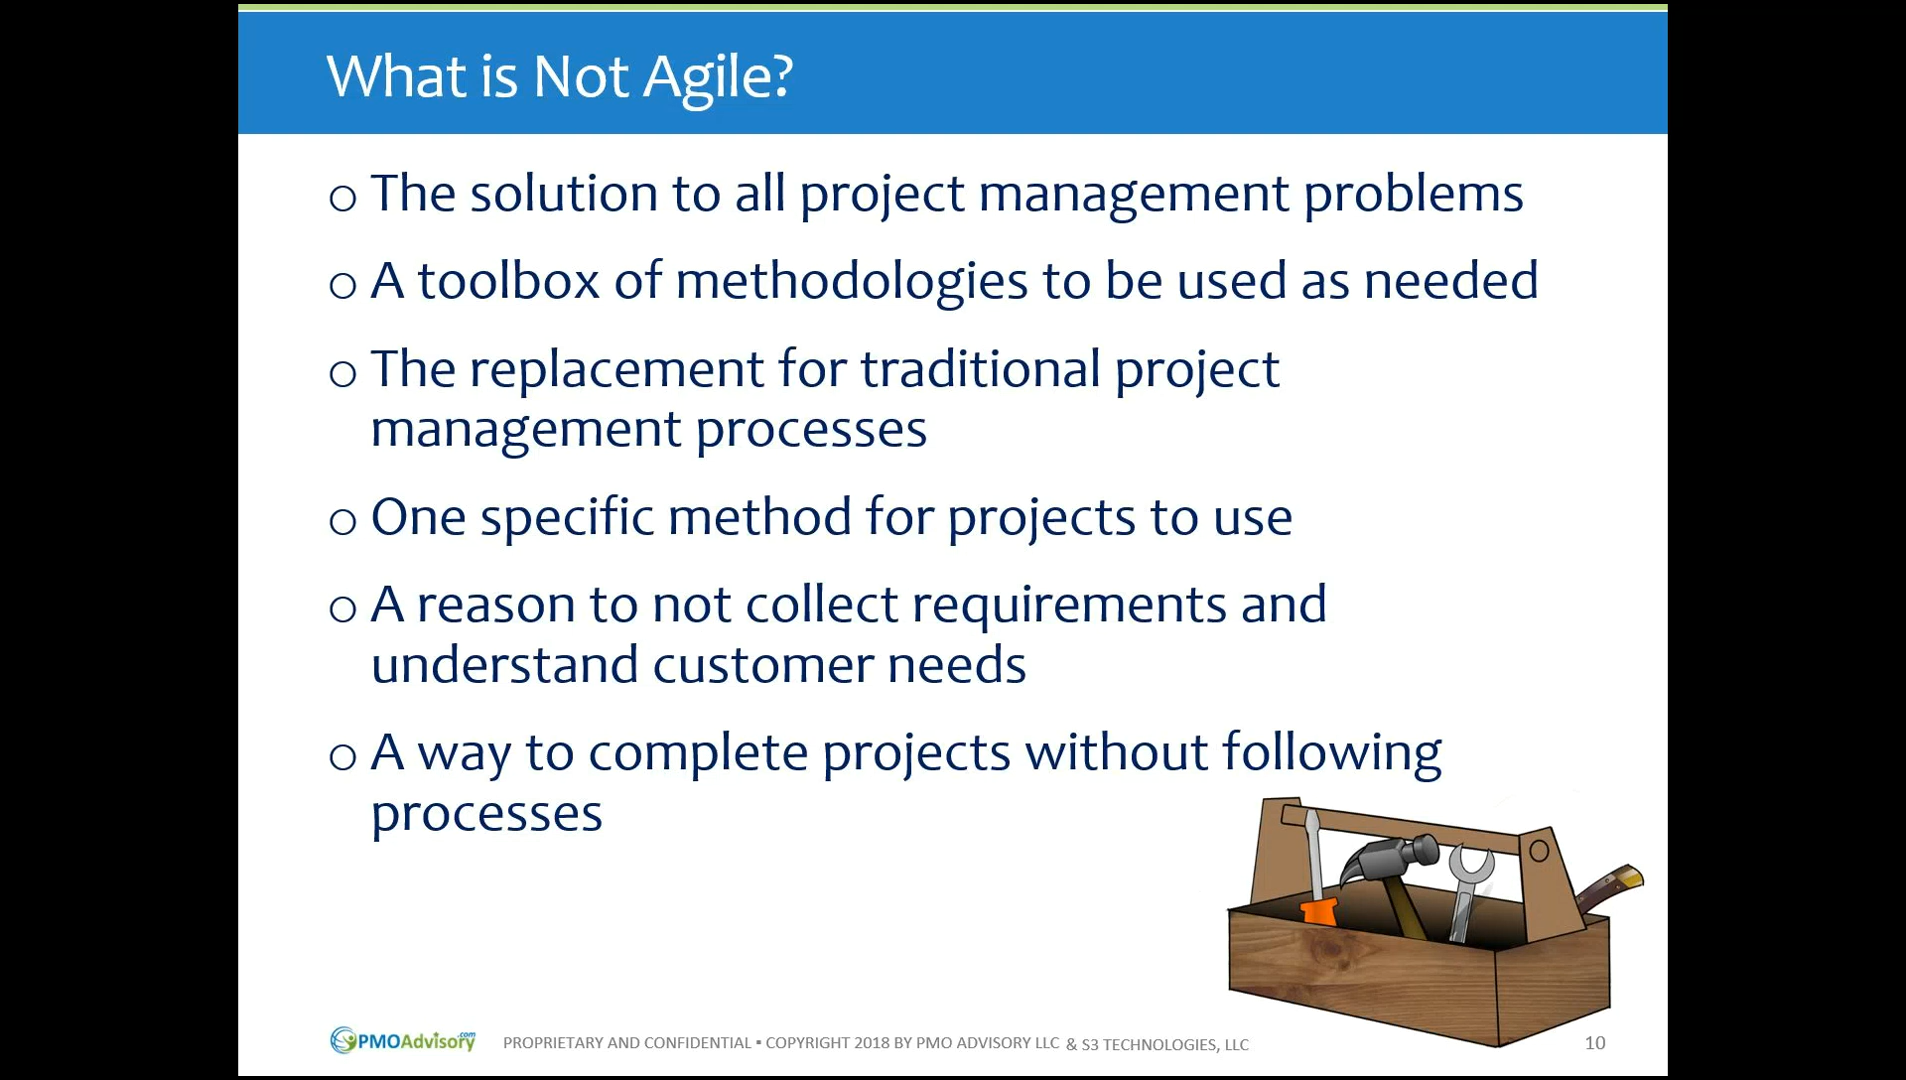 What is Not Agile?
o The solution to all project management problems
o A toolbox of methodologies to be used as needed
o The replacement for traditional project
management processes
o One specific method for projects to use
o A reason to not collect requirements and
understand customer needs
o A way to complete projects without following
processes
PMOAdvisory.com PROPRIETARY AND CONFIDENTIAL ▪ COPYRIGHT 2018 BY PMO ADVISORY LLC & S3 TECHNOLOGIES, LLC 10